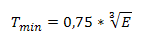 T_min = 0,75 * ∛E